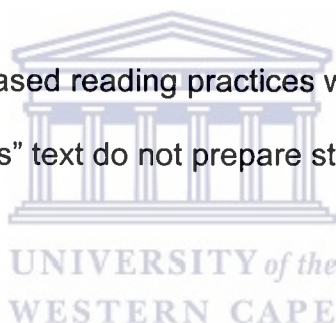 ased reading practices w
s” text do not prepare st
UNIVERSITY of the
WESTERN CAPE